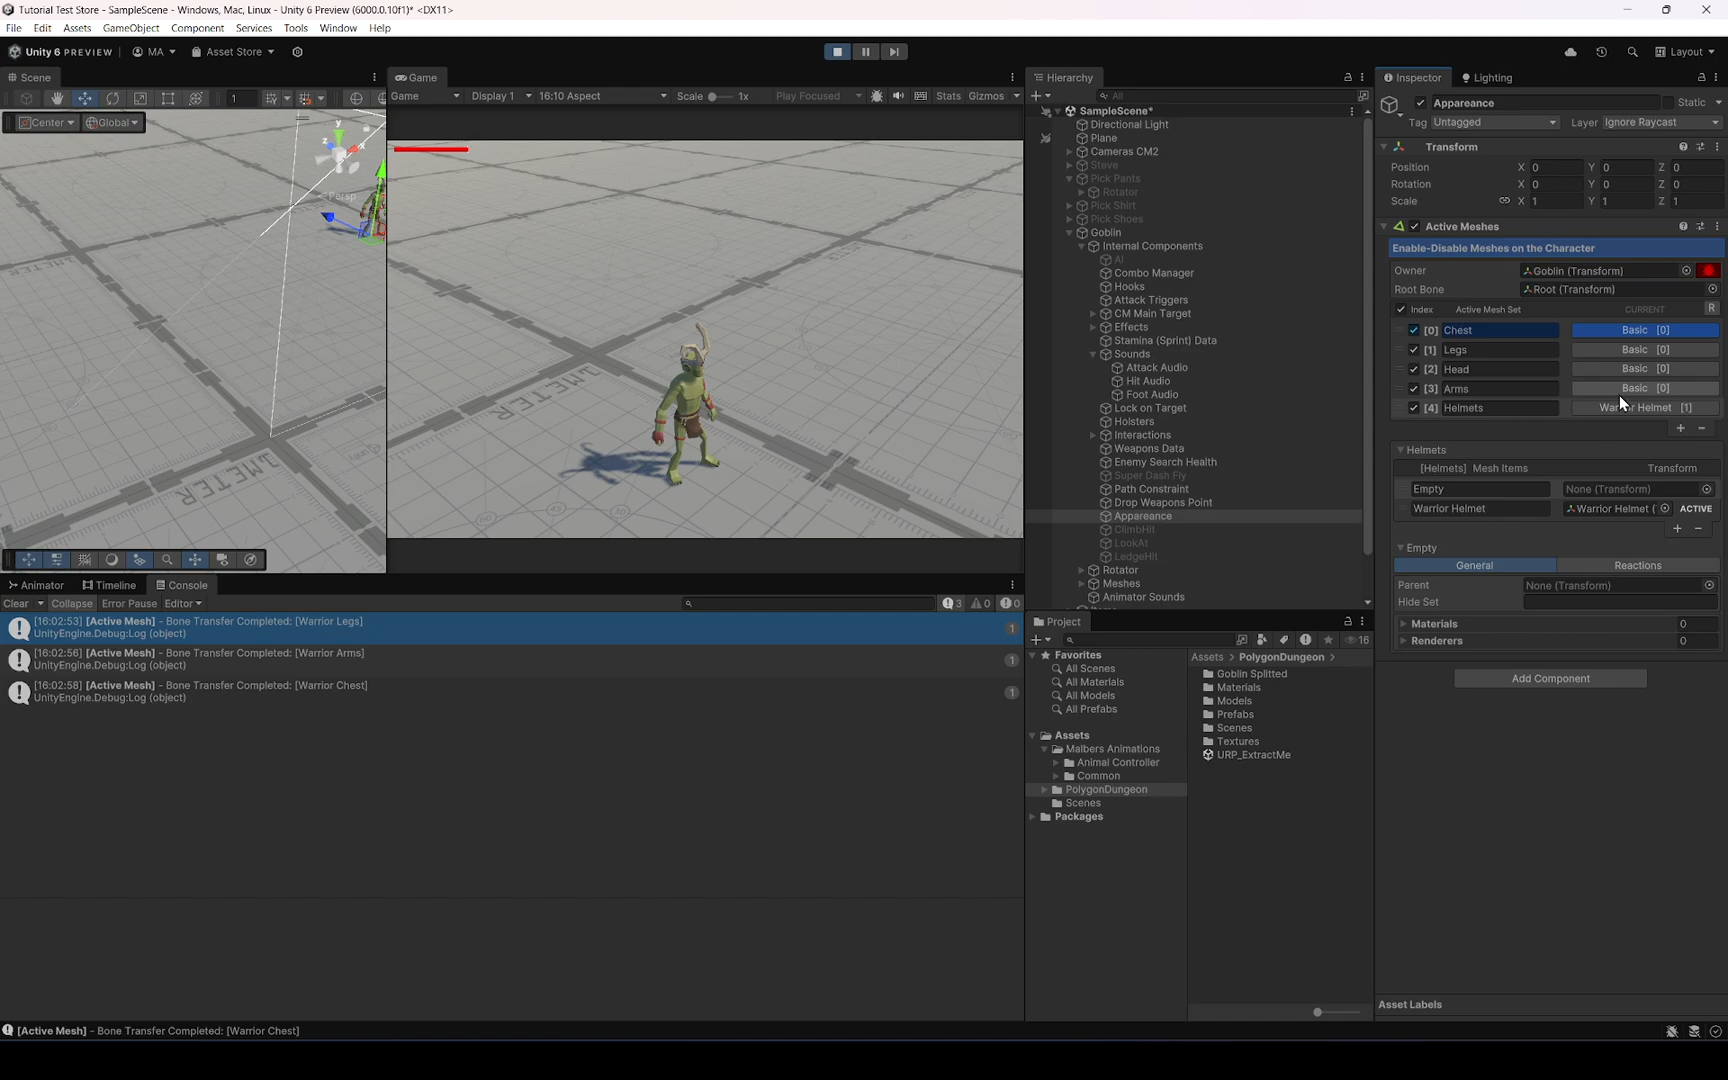 Tutorial Test Store - SampleScene - Windows, Mac, Linux - Unity 6 Preview (6000.0.10f1)* <DX11>
File Edit Assets GameObject Component Services Tools Window Help
Unity 6 PREVIEW MA Asset Store Layout
Scene
Game
Hierarchy
Inspector Lighting
1
Game Display 1 16:10 Aspect Scale 1x Play Focused Stats Gizmos
All
Center Global
y
z
Persp
METER
1METER
METER
SampleScene*
Directional Light
Plane
Cameras CM2
Steve
Pick Pants
Rotator
Pick Shirt
Pick Shoes
Goblin
Internal Components
AI
Combo Manager
Hooks
Attack Triggers
CM Main Target
Effects
Stamina (Sprint) Data
Sounds
Attack Audio
Hit Audio
Foot Audio
Lock on Target
Holsters
Interactions
Weapons Data
Enemy Search Health
Super Dash Fly
Path Constraint
Drop Weapons Point
Appareance
ClimbHit
LookAt
LedgeHit
Rotator
Meshes
Animator Sounds
Appareance Static
Tag Untagged Layer Ignore Raycast
Transform
Position X 0 Y 0 Z 0
Rotation X 0 Y 0 Z 0
Scale X 1 Y 1 Z 1
Active Meshes
Enable-Disable Meshes on the Character
Owner Goblin (Transform)
Root Bone Root (Transform)
Index Active Mesh Set CURRENT R
[0] Chest Basic [0]
[1] Legs Basic [0]
[2] Head Basic [0]
[3] Arms Basic [0]
[4] Helmets Warrior Helmet [1]
Helmets
[Helmets] Mesh Items Transform
Empty None (Transform)
Warrior Helmet Warrior Helmet ( ACTIVE
Empty
General Reactions
Parent None (Transform)
Hide Set
Materials 0
Renderers 0
Add Component
Asset Labels
Animator Timeline Console
Clear Collapse Error Pause Editor 3 0 0
[16:02:53] [Active Mesh] - Bone Transfer Completed: [Warrior Legs]
UnityEngine.Debug:Log (object)
1
[16:02:56] [Active Mesh] - Bone Transfer Completed: [Warrior Arms]
UnityEngine.Debug:Log (object)
1
[16:02:58] [Active Mesh] - Bone Transfer Completed: [Warrior Chest]
UnityEngine.Debug:Log (object)
1
Project
16
Favorites
All Scenes
All Materials
All Models
All Prefabs
Assets
Malbers Animations
Animal Controller
Common
PolygonDungeon
Scenes
Packages
Assets > PolygonDungeon >
Goblin Splitted
Materials
Models
Prefabs
Scenes
Textures
URP_ExtractMe
[Active Mesh] - Bone Transfer Completed: [Warrior Chest]